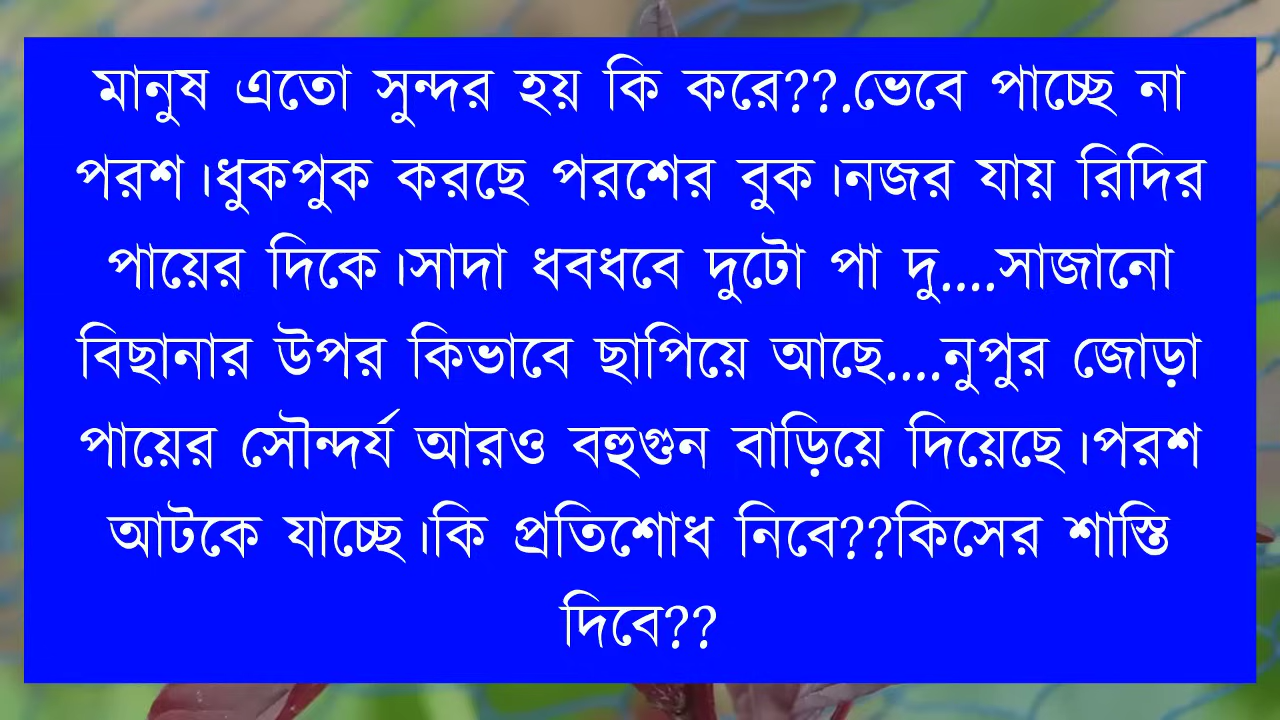 মানুষ এতো সুন্দর হয় কি করে??.ভেবে পাচ্ছে না
পরশ।ধুকপুক করছে পরশের বুক।নজর যায় রিদির
পায়ের দিকে।সাদা ধবধবে দুটো পা দু....সাজানো
বিছানার উপর কিভাবে ছাপিয়ে আছে....নুপুর জোড়া
পায়ের সৌন্দর্য আরও বহুগুন বাড়িয়ে দিয়েছে।পরশ
আটকে যাচ্ছে।কি প্রতিশোধ নিবে??কিসের শাস্তি
দিবে??